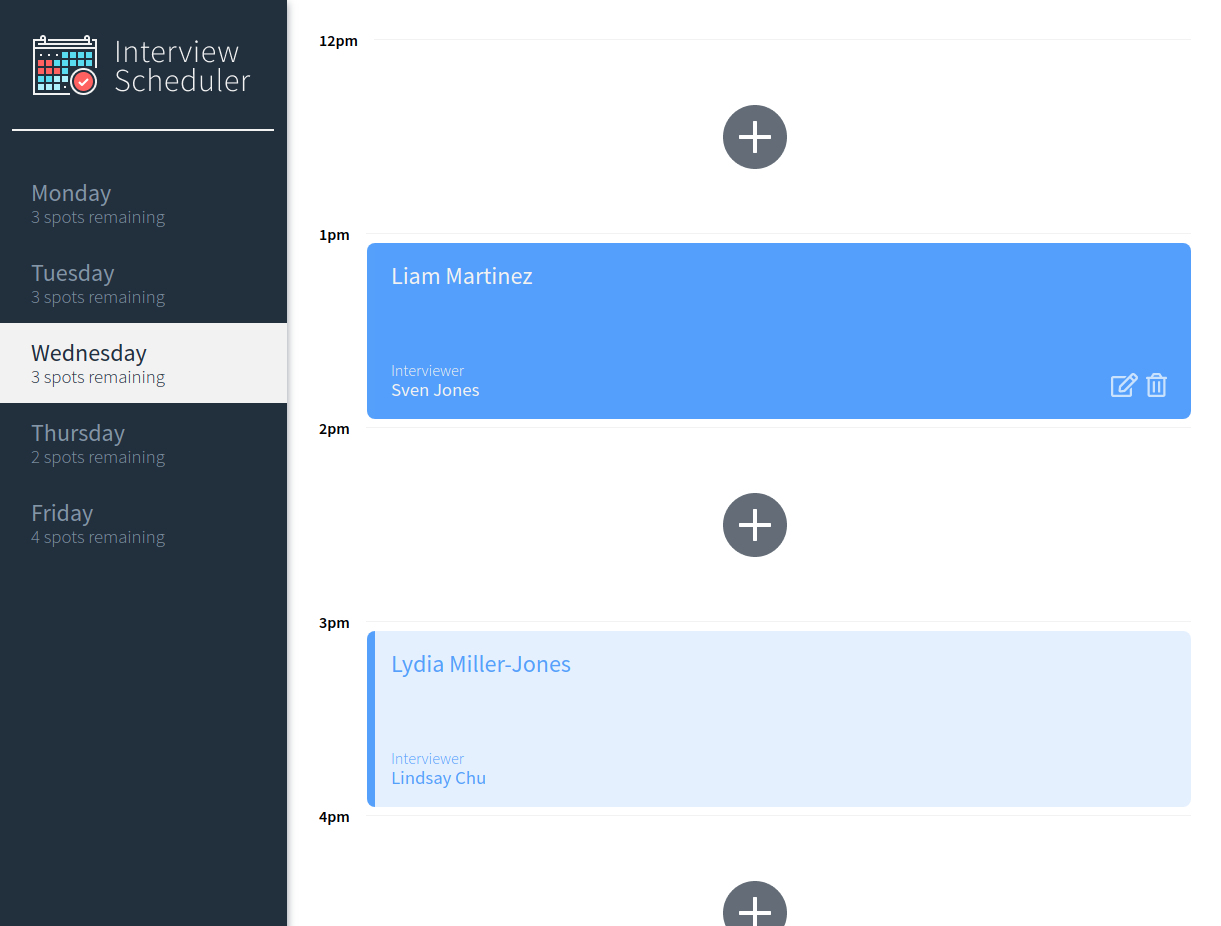 Interview
Scheduler
Monday
3 spots remaining
Tuesday
3 spots remaining
Wednesday
3 spots remaining
Thursday
2 spots remaining
Friday
4 spots remaining
12pm
1pm
Liam Martinez
Interviewer
Sven Jones
2pm
3pm
Lydia Miller-Jones
Interviewer
Lindsay Chu
4pm